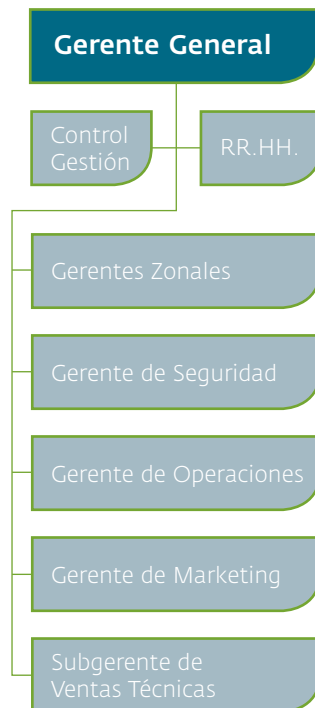 Gerente General
Control
Gestión
RR.HH.
Gerentes Zonales
Gerente de Seguridad
Gerente de Operaciones
Gerente de Marketing
Subgerente de
Ventas Técnicas